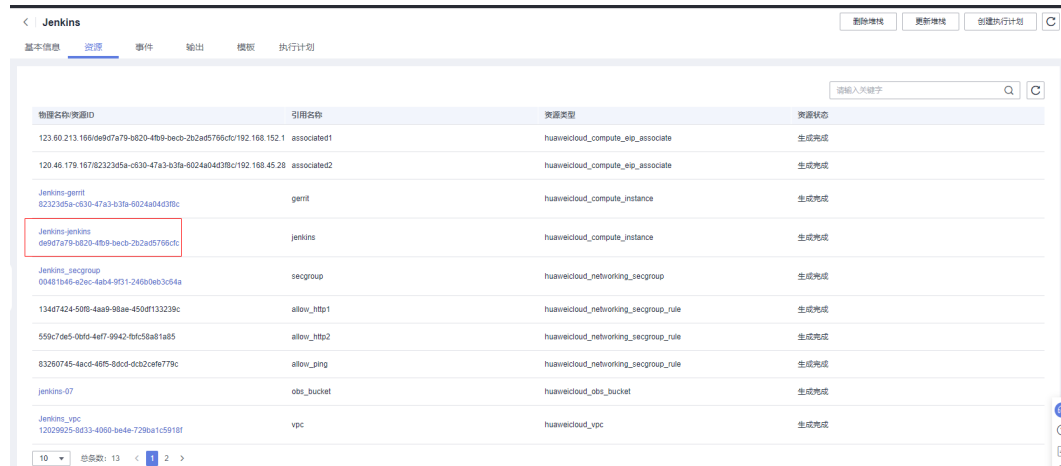 Jenkins
删除堆栈 更新堆栈 创建执行计划
基本信息 资源 事件 输出 模板 执行计划
请输入关键字
物理名称/资源ID 引用名称 资源类型 资源状态
123.60.213.166/de9d7a79-b820-4fb9-becb-2b2ad5766cfc/192.168.152.1 associated1 huaweicloud_compute_eip_associate 生成完成
120.46.179.167/82323d5a-c630-47a3-b3fa-6024a04d3f8c/192.168.45.28 associated2 huaweicloud_compute_eip_associate 生成完成
Jenkins-gerrit
82323d5a-c630-47a3-b3fa-6024a04d3f8c gerrit huaweicloud_compute_instance 生成完成
Jenkins-jenkins
de9d7a79-b820-4fb9-becb-2b2ad5766cfc jenkins huaweicloud_compute_instance 生成完成
Jenkins_secgroup
00481b46-e2ec-4ab4-9f31-246b0eb3c64a secgroup huaweicloud_networking_secgroup 生成完成
134d7424-50f8-4aa9-98ae-450df133239c allow_http1 huaweicloud_networking_secgroup_rule 生成完成
559c7de5-0bfd-4ef7-9942-fbfc58a81a85 allow_http2 huaweicloud_networking_secgroup_rule 生成完成
83260745-4acd-46f5-8dcd-dcb2cefe779c allow_ping huaweicloud_networking_secgroup_rule 生成完成
jenkins-07 obs_bucket huaweicloud_obs_bucket 生成完成
Jenkins_vpc
12029925-8d33-4060-be4e-729ba1c5918f vpc huaweicloud_vpc 生成完成
10 总条数: 13 < 1 2 >